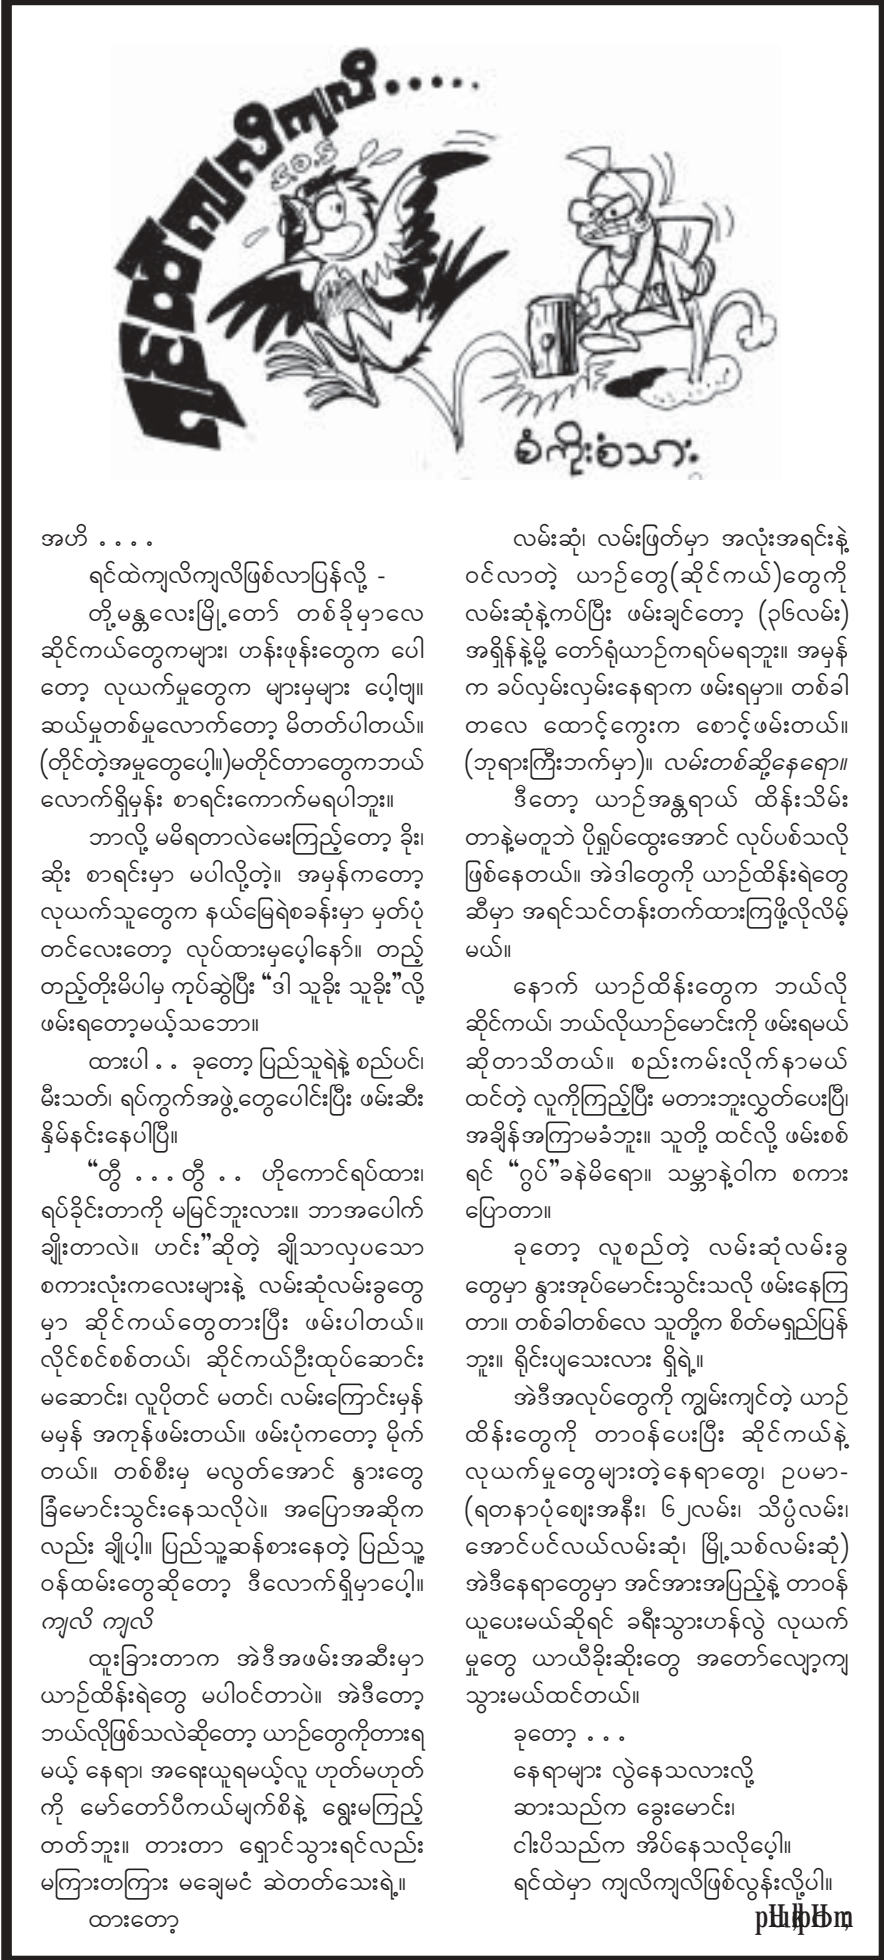 ရင်ထဲကျလိကျလိ.....
ခ္.စ.ခ္
စံကိုးစံသား
အဟိ . . . .
ရင်ထဲကျလိကျလိဖြစ်လာပြန်လို့ -
တို့မန္တလေးမြို့တော် တစ်ခိုမှာလေ
ဆိုင်ကယ်တွေကများ၊ ဟန်းဖုန်းတွေက ပေါ
တော့ လုယက်မှုတွေက များမှများ ပေါ့ဗျ။
ဆယ်မှုတစ်မှုလောက်တော့ မိတတ်ပါတယ်။
(တိုင်တဲ့အမှုတွေပေါ့။)မတိုင်တာတွေကဘယ်
လောက်ရှိမှန်း စာရင်းကောက်မရပါဘူး။
ဘာလို့ မမိရတာလဲမေးကြည့်တော့ ခိုး၊
ဆိုး စာရင်းမှာ မပါလို့တဲ့။ အမှန်ကတော့
လုယက်သူတွေက နယ်မြေရဲစခန်းမှာ မှတ်ပုံ
တင်လေးတော့ လုပ်ထားမှပေါ့နော်။ တည့်
တည့်တိုးမိပါမှ ကုပ်ဆွဲပြီး “ဒါ သူခိုး သူခိုး”လို့
ဖမ်းရတော့မယ့်သဘော။
ထားပါ . . ခုတော့ ပြည်သူရဲနဲ့ စည်ပင်၊
မီးသတ်၊ ရပ်ကွက်အဖွဲ့တွေပေါင်းပြီး ဖမ်းဆီး
နှိမ်နင်းနေပါပြီ။
“တွီ . . . တွီ . . ဟိုကောင်ရပ်ထား၊
ရပ်ခိုင်းတာကို မမြင်ဘူးလား။ ဘာအပေါက်
ချိုးတာလဲ။ ဟင်း”ဆိုတဲ့ ချိုသာလှပသော
စကားလုံးကလေးများနဲ့ လမ်းဆုံလမ်းခွတွေ
မှာ ဆိုင်ကယ်တွေတားပြီး ဖမ်းပါတယ်။
လိုင်စင်စစ်တယ်၊ ဆိုင်ကယ်ဦးထုပ်ဆောင်း
မဆောင်း၊ လူပိုတင် မတင်၊ လမ်းကြောင်းမှန်
မမှန် အကုန်ဖမ်းတယ်။ ဖမ်းပုံကတော့ မိုက်
တယ်။ တစ်စီးမှ မလွတ်အောင် နွားတွေ
ခြံမောင်းသွင်းနေသလိုပဲ။ အပြောအဆိုက
လည်း ချိုပါ့။ ပြည်သူ့ဆန်စားနေတဲ့ ပြည်သူ့
ဝန်ထမ်းတွေဆိုတော့ ဒီလောက်ရှိမှာပေါ့။
ကျလိ ကျလိ
ထူးခြားတာက အဲဒီအဖမ်းအဆီးမှာ
ယာဉ်ထိန်းရဲတွေ မပါဝင်တာပဲ။ အဲဒီတော့
ဘယ်လိုဖြစ်သလဲဆိုတော့ ယာဉ်တွေကိုတားရ
မယ့် နေရာ၊ အရေးယူရမယ့်လူ ဟုတ်မဟုတ်
ကို မော်တော်ပီကယ်မျက်စိနဲ့ ရွေးမကြည့်
တတ်ဘူး။ တားတာ ရှောင်သွားရင်လည်း
မကြားတကြား မချေမငံ ဆဲတတ်သေးရဲ့။
ထားတော့
လမ်းဆုံ၊ လမ်းဖြတ်မှာ အလုံးအရင်းနဲ့
ဝင်လာတဲ့ ယာဉ်တွေ(ဆိုင်ကယ်)တွေကို
လမ်းဆုံနဲ့ကပ်ပြီး ဖမ်းချင်တော့ (၃၆လမ်း)
အရှိန်နဲ့မို့ တော်ရုံယာဉ်ကရပ်မရဘူး။ အမှန်
က ခပ်လှမ်းလှမ်းနေရာက ဖမ်းရမှာ။ တစ်ခါ
တလေ ထောင့်ကွေးက စောင့်ဖမ်းတယ်။
(ဘုရားကြီးဘက်မှာ)။ လမ်းတစ်ဆို့နေရော။
ဒီတော့ ယာဉ်အန္တရာယ် ထိန်းသိမ်း
တာနဲ့မတူဘဲ ပိုရှုပ်ထွေးအောင် လုပ်ပစ်သလို
ဖြစ်နေတယ်။ အဲဒါတွေကို ယာဉ်ထိန်းရဲတွေ
ဆီမှာ အရင်သင်တန်းတက်ထားကြဖို့လိုလိမ့်
မယ်။
နောက် ယာဉ်ထိန်းတွေက ဘယ်လို
ဆိုင်ကယ်၊ ဘယ်လိုယာဉ်မောင်းကို ဖမ်းရမယ်
ဆိုတာသိတယ်။ စည်းကမ်းလိုက်နာမယ်
ထင်တဲ့ လူကိုကြည့်ပြီး မတားဘူးလွှတ်ပေးပြီ၊
အချိန်အကြာမခံဘူး။ သူတို့ ထင်လို့ ဖမ်းစစ်
ရင် “ဂွပ်”ခနဲမိရော။ သမ္ဘာနဲ့ဝါက စကား
ပြောတာ။
ခုတော့ လူစည်တဲ့ လမ်းဆုံလမ်းခွ
တွေမှာ နွားအုပ်မောင်းသွင်းသလို ဖမ်းနေကြ
တာ။ တစ်ခါတစ်လေ သူတို့က စိတ်မရှည်ပြန်
ဘူး။ ရိုင်းပျသေးလား ရှိရဲ့။
အဲဒီအလုပ်တွေကို ကျွမ်းကျင်တဲ့ ယာဉ်
ထိန်းတွေကို တာဝန်ပေးပြီး ဆိုင်ကယ်နဲ့
လုယက်မှုတွေများတဲ့နေရာတွေ၊ ဥပမာ-
(ရတနာပုံဈေးအနီး၊ ၆၂လမ်း၊ သိပ္ပံလမ်း၊
အောင်ပင်လယ်လမ်းဆုံ၊ မြို့သစ်လမ်းဆုံ)
အဲဒီနေရာတွေမှာ အင်အားအပြည့်နဲ့ တာဝန်
ယူပေးမယ်ဆိုရင် ခရီးသွားဟန်လွှဲ လုယက်
မှုတွေ ယာယီခိုးဆိုးတွေ အတော်လျော့ကျ
သွားမယ်ထင်တယ်။
ခုတော့ . . .
နေရာများ လွဲနေသလားလို့
ဆားသည်က ခွေးမောင်း၊
ငါးပိသည်က အိပ်နေသလိုပေ့ါ။
ရင်ထဲမှာ ကျလိကျလိဖြစ်လွန်းလို့ပါ။